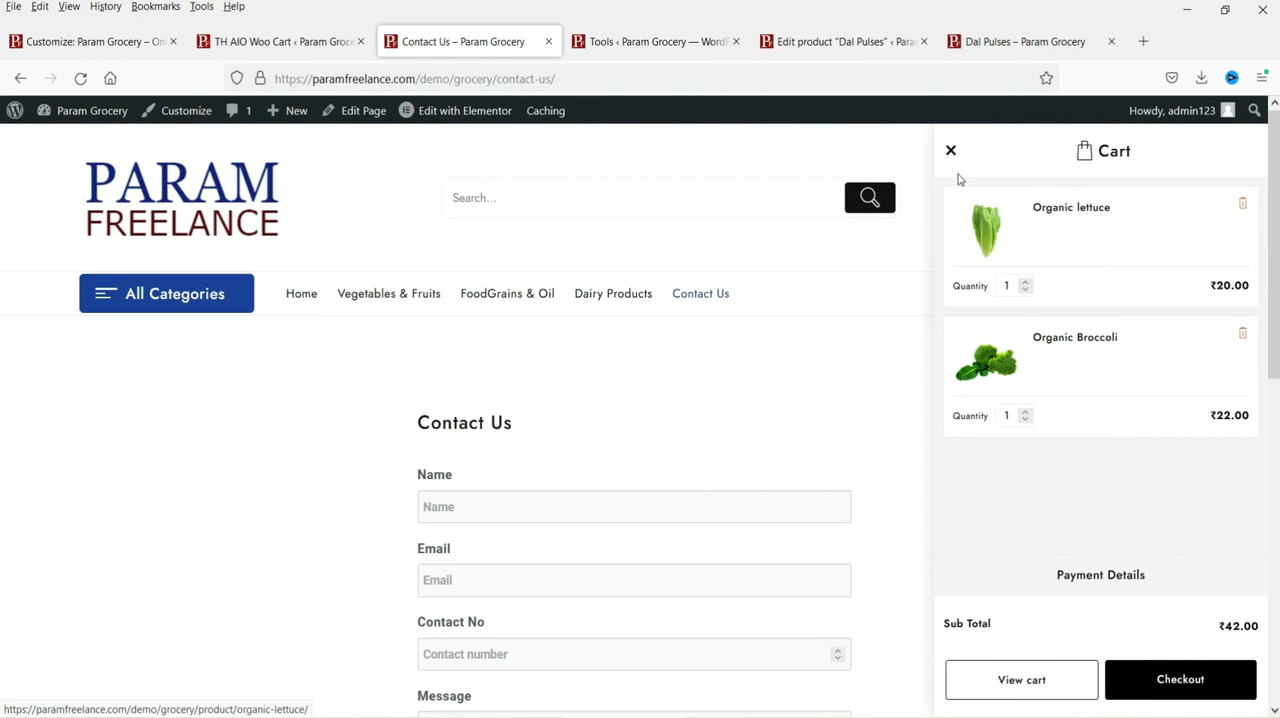 File Edit View History Bookmarks Tools Help
Customize: Param Grocery – On
TH AIO Woo Cart ‹ Param Groce
Contact Us – Param Grocery
Tools ‹ Param Grocery — WordP
Edit product “Dal Pulses” ‹ Para
Dal Pulses – Param Grocery
https://paramfreelance.com/demo/grocery/contact-us/
Param Grocery Customize 1 New Edit Page Edit with Elementor Caching Howdy, admin123
PARAM
FREELANCE
Search...
Cart
All Categories
Home Vegetables & Fruits FoodGrains & Oil Dairy Products Contact Us
Organic lettuce
Quantity 1 ₹20.00
Organic Broccoli
Quantity 1 ₹22.00
Payment Details
Sub Total ₹42.00
View cart Checkout
Contact Us
Name
Name
Email
Email
Contact No
Contact number
Message
https://paramfreelance.com/demo/grocery/product/organic-lettuce/